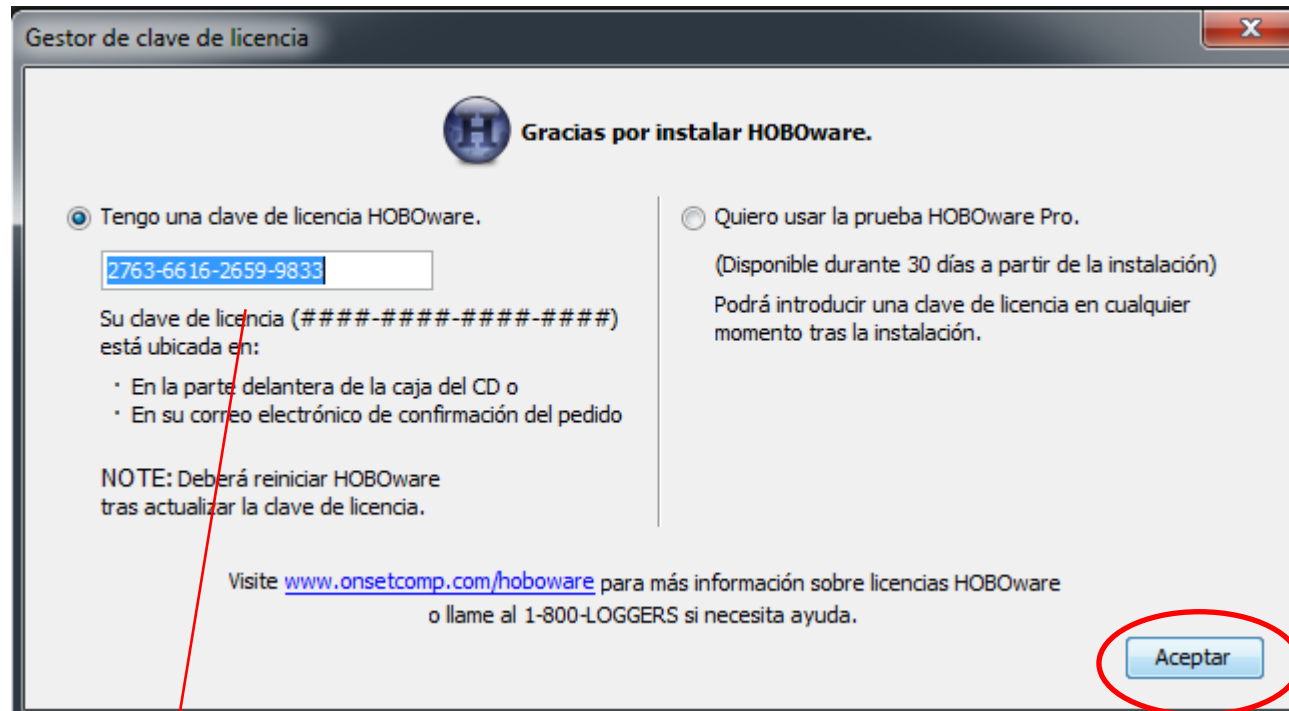 Gestor de clave de licencia
X
H
Gracias por instalar HOBOware.
Tengo una clave de licencia HOBOware.
2763-6616-2659-9833
Su clave de licencia (####-####-####-####)
está ubicada en:
· En la parte delantera de la caja del CD o
· En su correo electrónico de confirmación del pedido
NOTE: Deberá reiniciar HOBOware
tras actualizar la clave de licencia.
Quiero usar la prueba HOBOware Pro.
(Disponible durante 30 días a partir de la instalación)
Podrá introducir una clave de licencia en cualquier
momento tras la instalación.
Visite www.onsetcomp.com/hoboware para más información sobre licencias HOBOware
o llame al 1-800-LOGGERS si necesita ayuda.
Aceptar